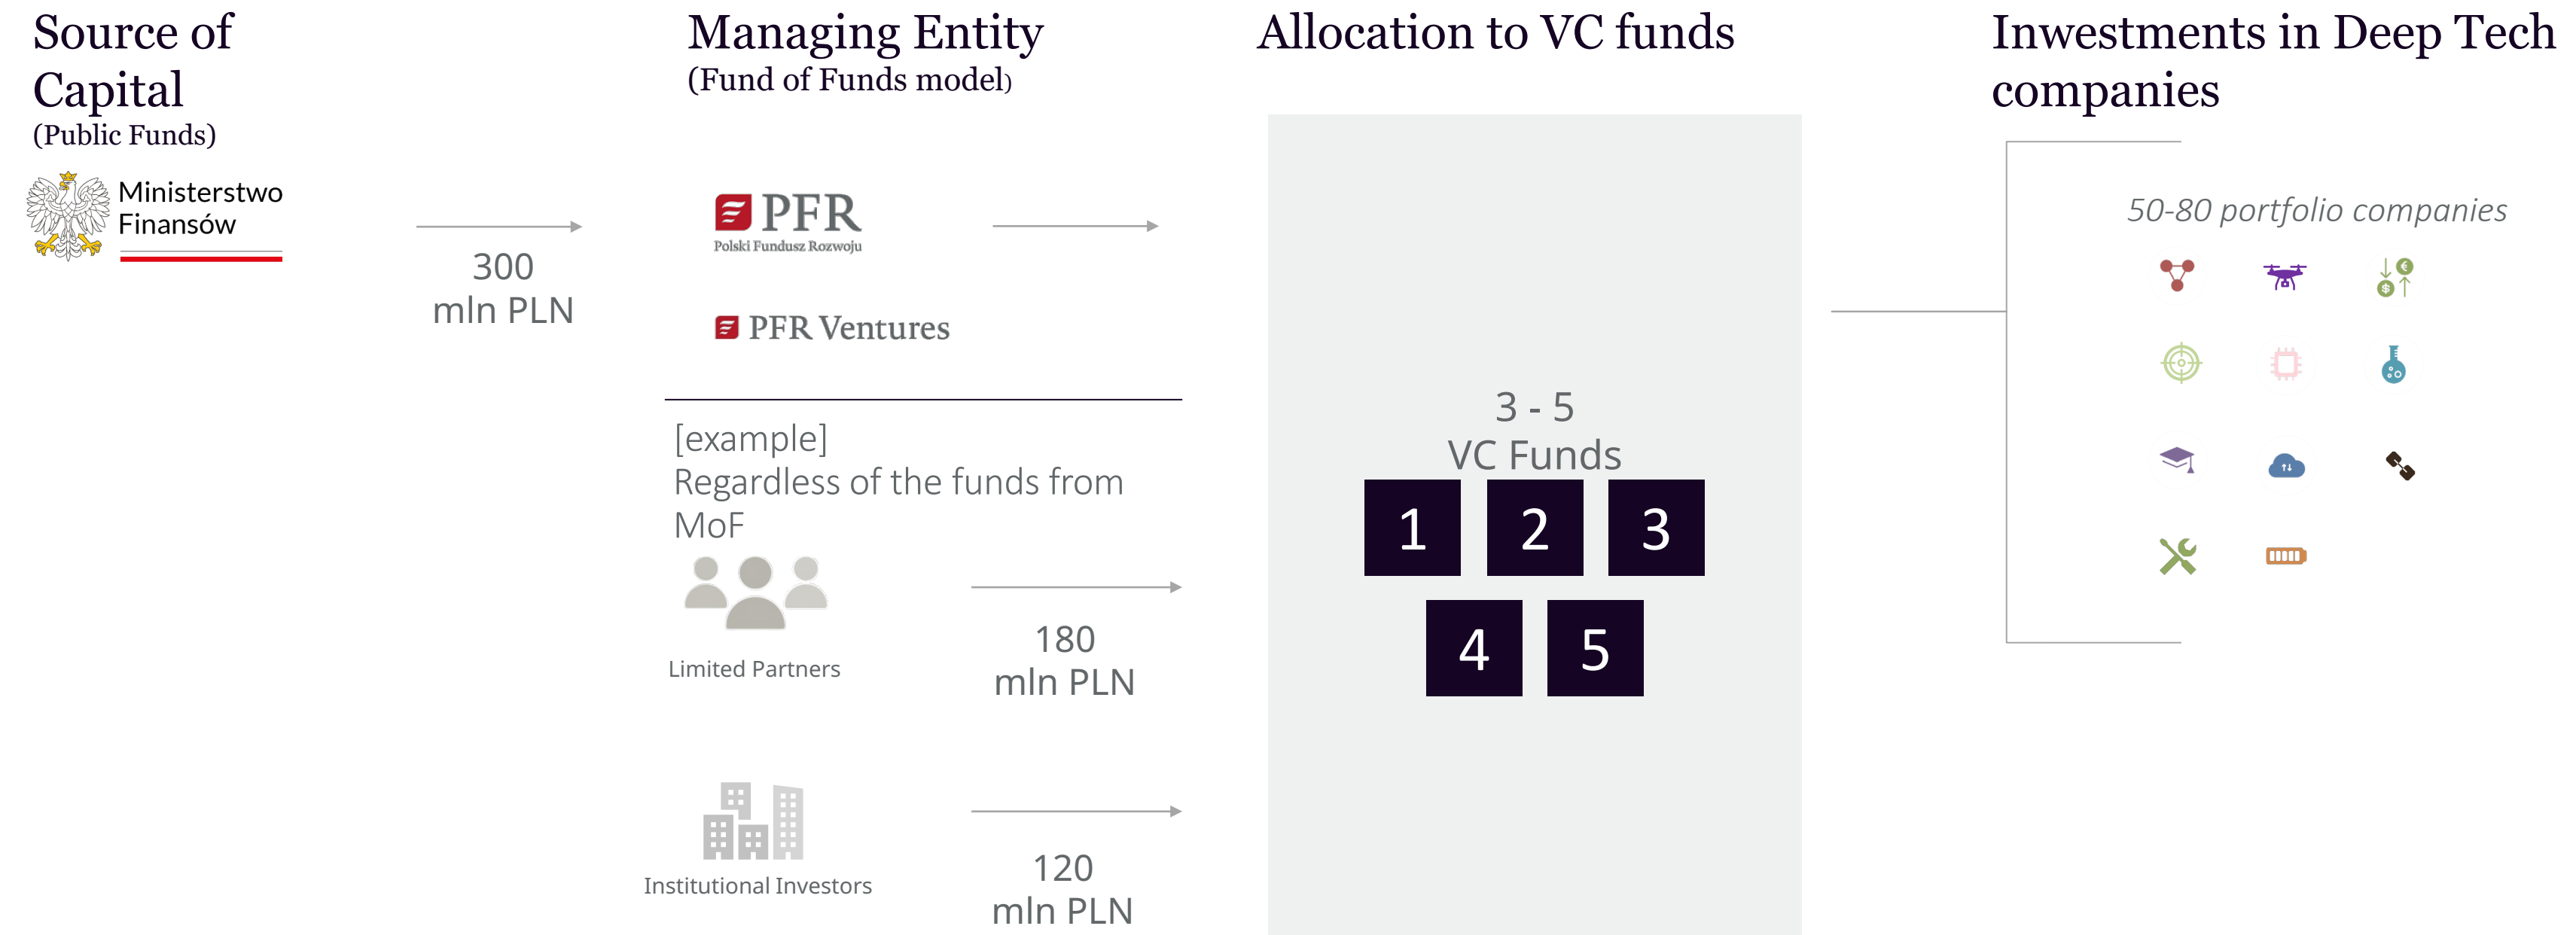 Source of
Capital
(Public Funds)
Ministerstwo
Finansów
300
mln PLN
Managing Entity
(Fund of Funds model)
PFR
Polski Fundusz Rozwoju
PFR Ventures
[example]
Regardless of the funds from
MoF
Limited Partners
180
mln PLN
Institutional Investors
120
mln PLN
Allocation to VC funds
3 - 5
VC Funds
1 2 3
4 5
Inwestments in Deep Tech
companies
50-80 portfolio companies
€
$